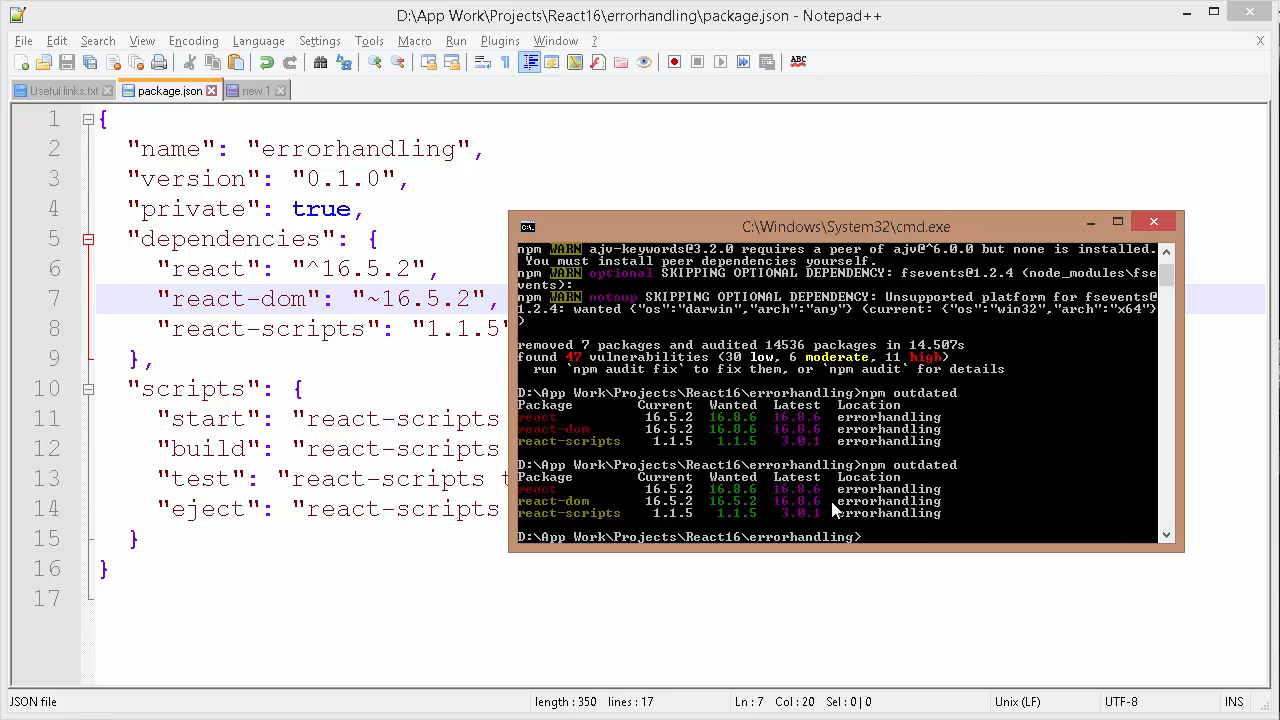 D:\App Work\Projects\React16\errorhandling\package.json - Notepad++
File Edit Search View Encoding Language Settings Tools Macro Run Plugins Window ? X
ABC
Useful links.txt package.json new 1
1 {
2 "name": "errorhandling",
3 "version": "0.1.0",
4 "private": true,
5 "dependencies": {
6 "react": "^16.5.2",
7 "react-dom": "~16.5.2",
8 "react-scripts": "1.1.5"
9 },
10 "scripts": {
11 "start": "react-scripts
12 "build": "react-scripts
13 "test": "react-scripts t
14 "eject": "react-scripts
15 }
16 }
17
C:\Windows\System32\cmd.exe
npm WARN ajv-keywords@3.2.0 requires a peer of ajv@^6.0.0 but none is installed.
You must install peer dependencies yourself.
npm WARN optional SKIPPING OPTIONAL DEPENDENCY: fsevents@1.2.4 (node_modules\fse
vents):
npm WARN notsup SKIPPING OPTIONAL DEPENDENCY: Unsupported platform for fsevents@
1.2.4: wanted {"os":"darwin","arch":"any"} (current: {"os":"win32","arch":"x64"}
)
removed 7 packages and audited 14536 packages in 14.507s
found 47 vulnerabilities (30 low, 6 moderate, 11 high)
run `npm audit fix` to fix them, or `npm audit` for details
D:\App Work\Projects\React16\errorhandling>npm outdated
Package Current Wanted Latest Location
react 16.5.2 16.8.6 16.8.6 errorhandling
react-dom 16.5.2 16.8.6 16.8.6 errorhandling
react-scripts 1.1.5 1.1.5 3.0.1 errorhandling
D:\App Work\Projects\React16\errorhandling>npm outdated
Package Current Wanted Latest Location
react 16.5.2 16.8.6 16.8.6 errorhandling
react-dom 16.5.2 16.5.2 16.8.6 errorhandling
react-scripts 1.1.5 1.1.5 3.0.1 errorhandling
D:\App Work\Projects\React16\errorhandling>
JSON file length : 350 lines : 17 Ln : 7 Col : 20 Sel : 0 | 0 Unix (LF) UTF-8 INS